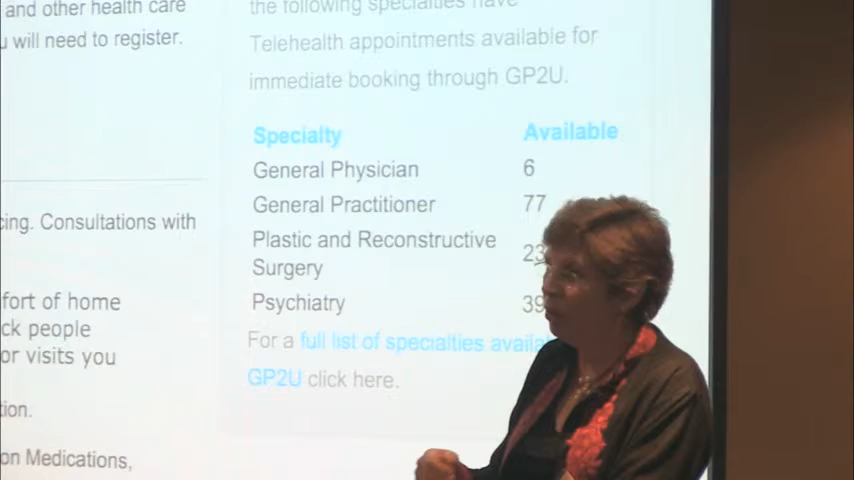 and other health care
u will need to register.
cing. Consultations with
fort of home
ck people
or visits you
tion.
on Medications,
the following specialties have
Telehealth appointments available for
immediate booking through GP2U.
Specialty Available
General Physician 6
General Practitioner 77
Plastic and Reconstructive
Surgery 23
Psychiatry 39
For a full list of specialties availa
GP2U click here.